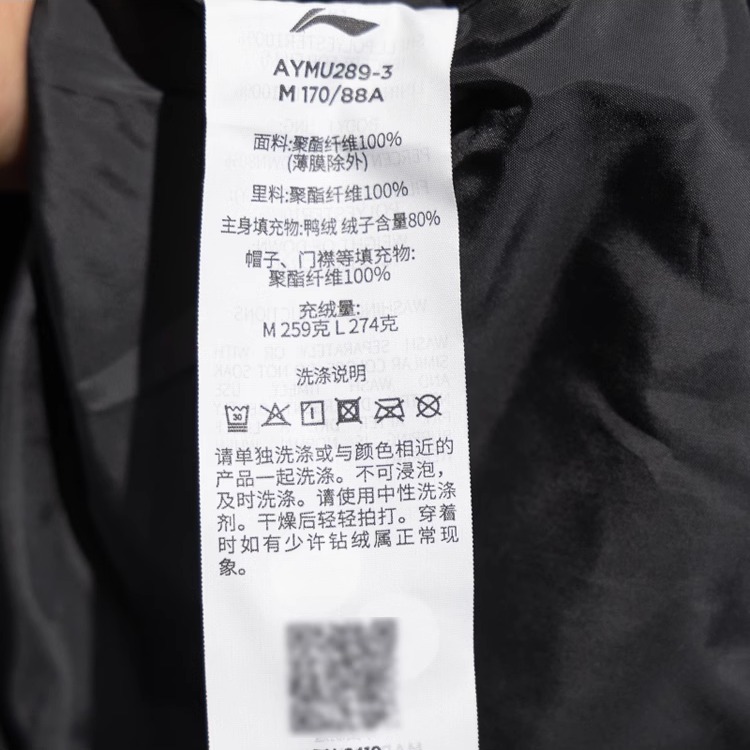 AYMU289-3
M 170/88A
面料:聚酯纤维100%
(薄膜除外)
里料:聚酯纤维100%
主身填充物:鸭绒 绒子含量80%
帽子、门襟等填充物:
聚酯纤维100%
充绒量:
M 259克 L 274克
洗涤说明
30
请单独洗涤或与颜色相近的
产品一起洗涤。不可浸泡，
及时洗涤。请使用中性洗涤
剂。干燥后轻轻拍打。穿着
时如有少许钻绒属正常现
象。